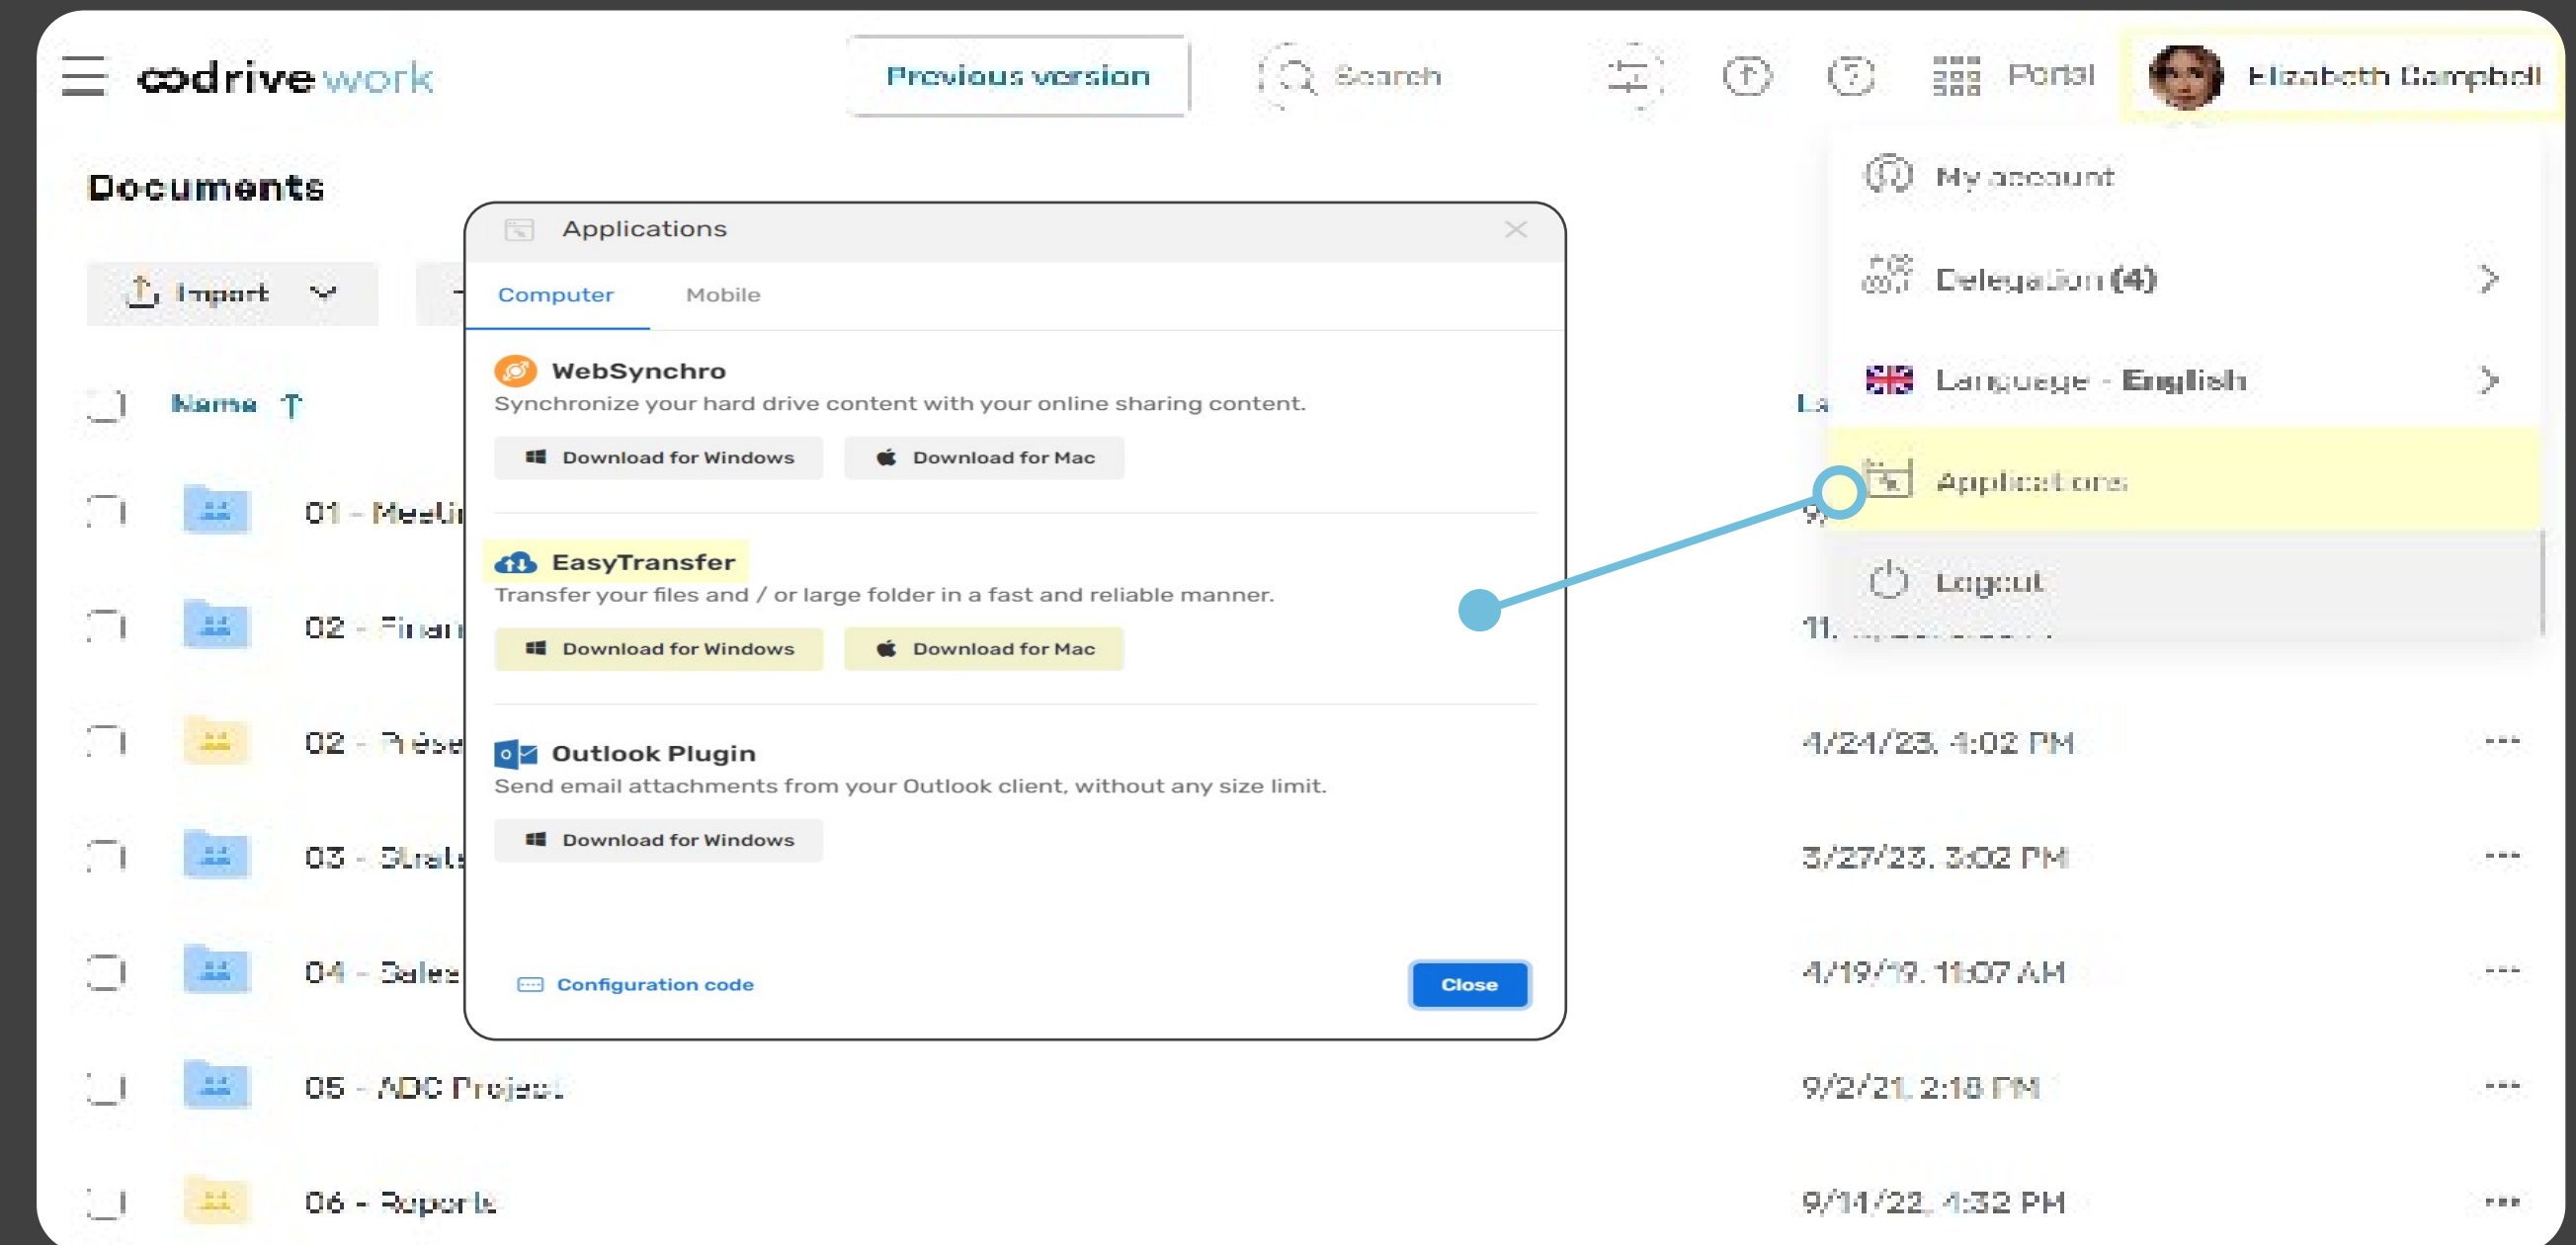 codrive work
Previous version
Search
Portal
Elizabeth Campbell
Documents
My account
Delegation (4)
Language - English
Applications
Logout
Import
Name ↑
Applications
Computer
Mobile
WebSynchro
Synchronize your hard drive content with your online sharing content.
Download for Windows
Download for Mac
EasyTransfer
Transfer your files and / or large folder in a fast and reliable manner.
Download for Windows
Download for Mac
Outlook Plugin
Send email attachments from your Outlook client, without any size limit.
Download for Windows
Configuration code
Close
La
01 - Meetin
9/
02 - Finan
11,
02 - Prése
4/24/23, 4:02 PM
03 - Strate
3/27/23, 3:02 PM
04 - Sales
4/19/19, 11:07 AM
05 - ADC Project
9/2/21, 2:18 PM
06 - Reports
9/14/22, 4:32 PM